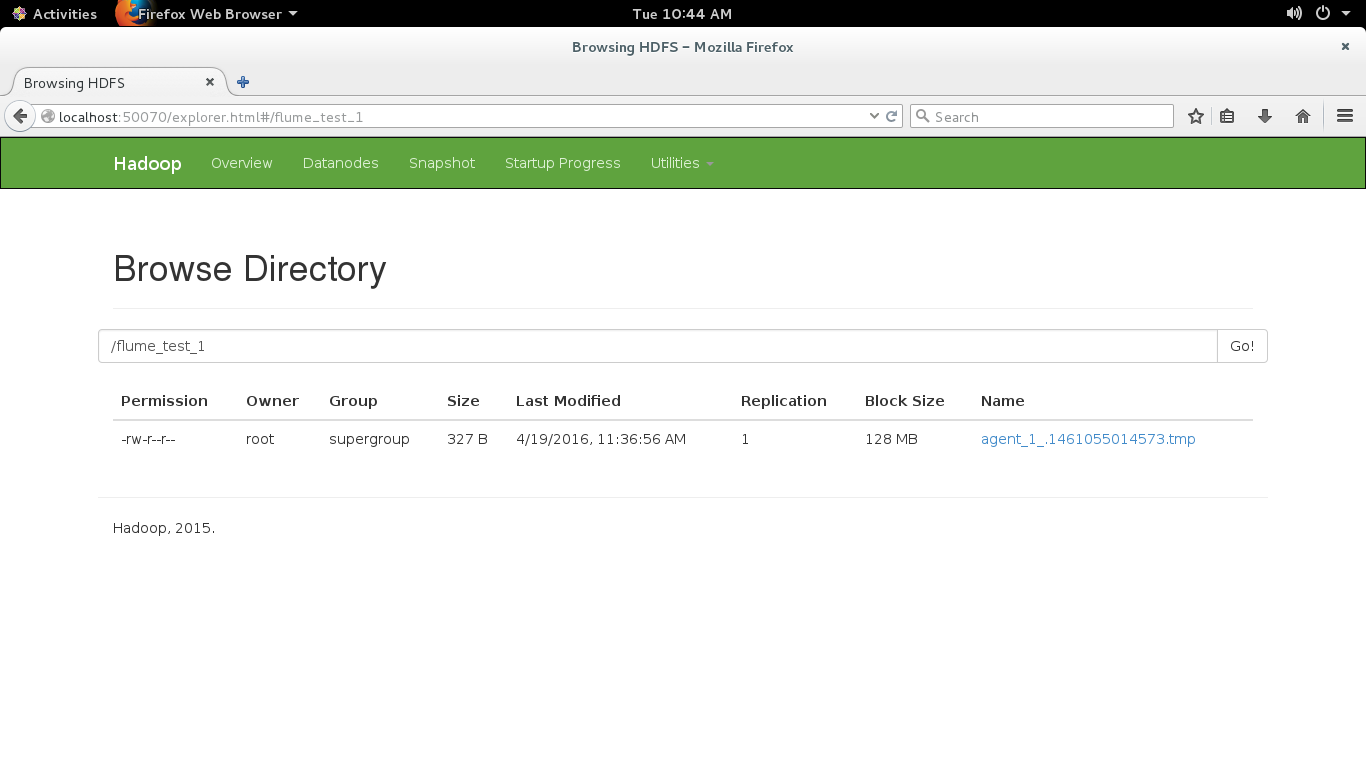 Activities Firefox Web Browser Tue 10:44 AM
Browsing HDFS – Mozilla Firefox
Browsing HDFS
localhost:50070/explorer.html#/flume_test_1 Search
Hadoop Overview Datanodes Snapshot Startup Progress Utilities
Browse Directory
/flume_test_1 Go!
Permission Owner Group Size Last Modified Replication Block Size Name
-rw-r--r-- root supergroup 327 B 4/19/2016, 11:36:56 AM 1 128 MB agent_1_.1461055014573.tmp
Hadoop, 2015.